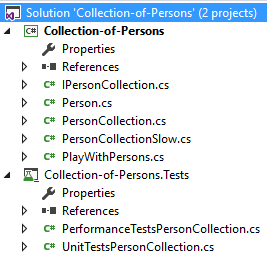 Solution 'Collection-of-Persons' (2 projects)
C# Collection-of-Persons
Properties
References
C# IPersonCollection.cs
C# Person.cs
C# PersonCollection.cs
C# PersonCollectionSlow.cs
C# PlayWithPersons.cs
Collection-of-Persons.Tests
Properties
References
C# PerformanceTestsPersonCollection.cs
C# UnitTestsPersonCollection.cs